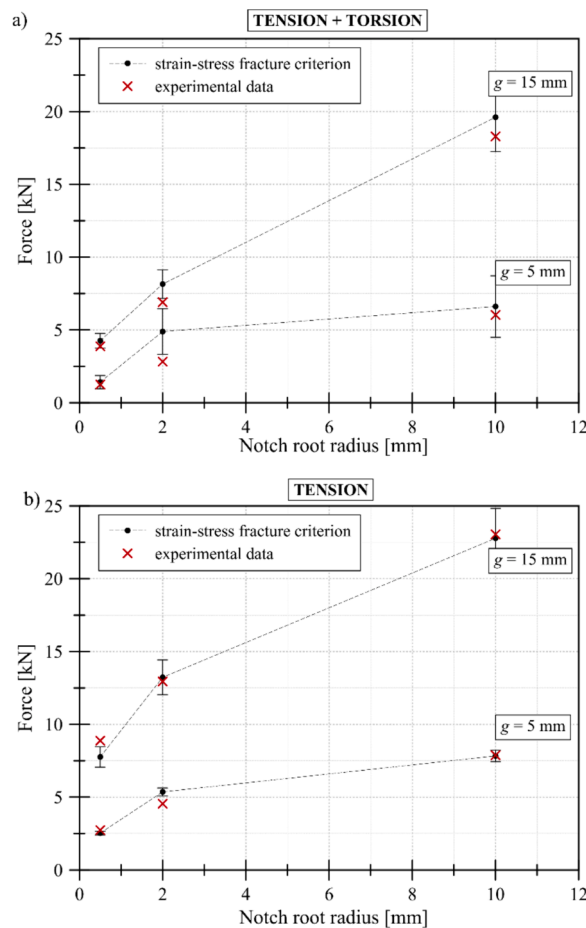 a)
TENSION + TORSION
25
20
15
10
5
0
Force [kN]
strain-stress fracture criterion
experimental data
g = 15 mm
g = 5 mm
0 2 4 6 8 10 12
Notch root radius [mm]
b)
TENSION
25
20
15
10
5
0
Force [kN]
strain-stress fracture criterion
experimental data
g = 15 mm
g = 5 mm
0 2 4 6 8 10 12
Notch root radius [mm]